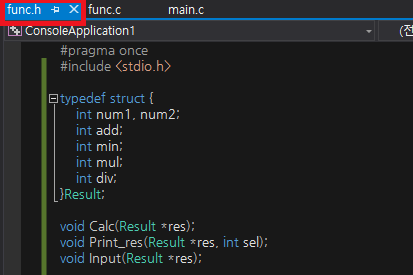 func.h func.c main.c
ConsoleApplication1 (전
#pragma once
#include <stdio.h>
typedef struct {
int num1, num2;
int add;
int min;
int mul;
int div;
}Result;
void Calc(Result *res);
void Print_res(Result *res, int sel);
void Input(Result *res);